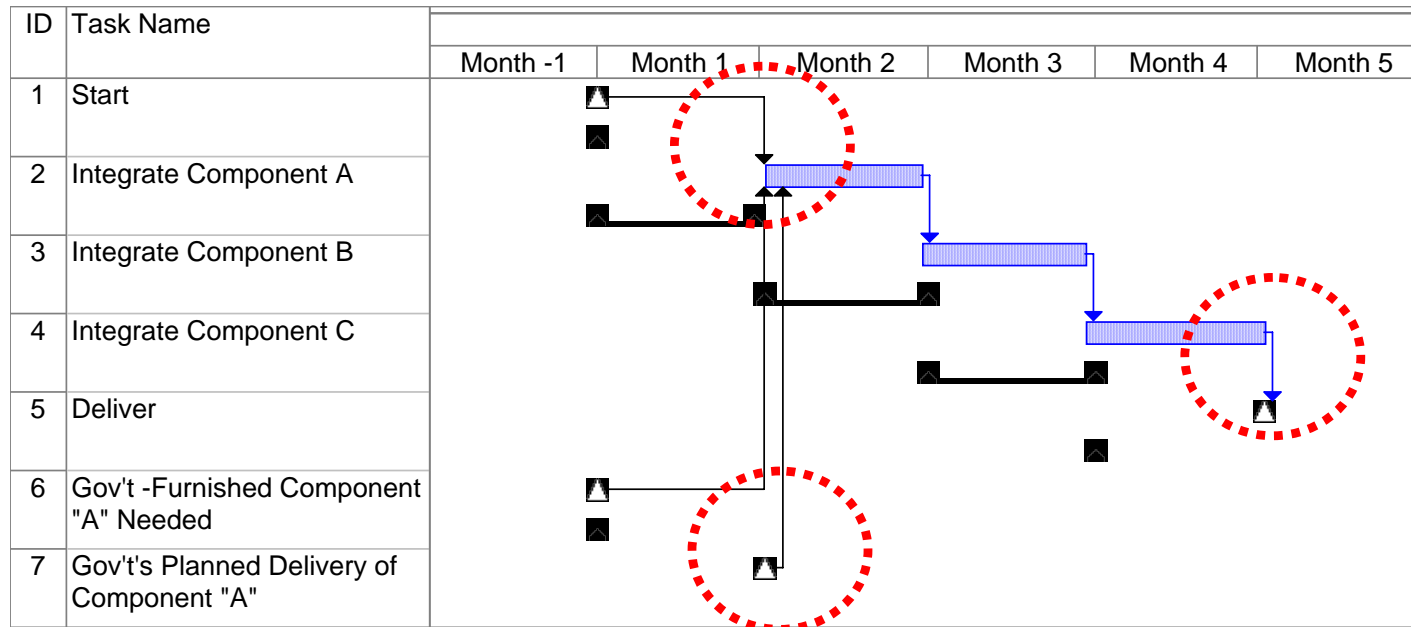 ID Task Name
Month -1 Month 1 Month 2 Month 3 Month 4 Month 5
1 Start
2 Integrate Component A
3 Integrate Component B
4 Integrate Component C
5 Deliver
6 Gov't -Furnished Component
"A" Needed
7 Gov't's Planned Delivery of
Component "A"